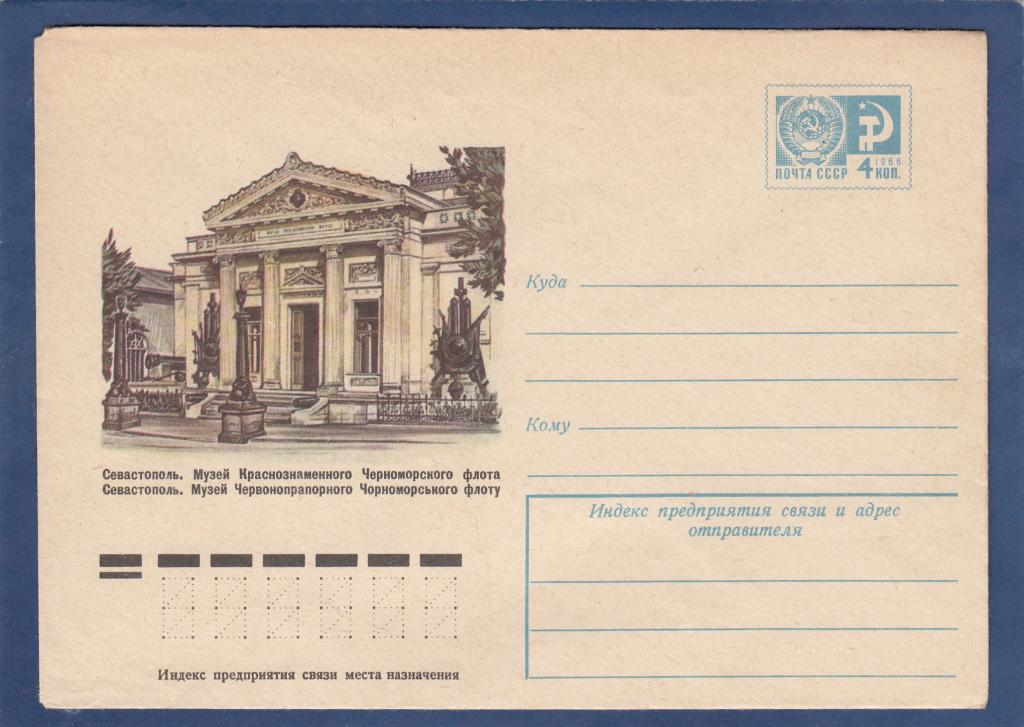 1966
ПОЧТА СССР 4 КОП.
Куда
Кому
Севастополь. Музей Краснознаменного Черноморского флота
Севастополь. Музей Червонопрапорного Чорноморського флоту
Индекс предприятия связи и адрес
отправителя
Индекс предприятия связи места назначения